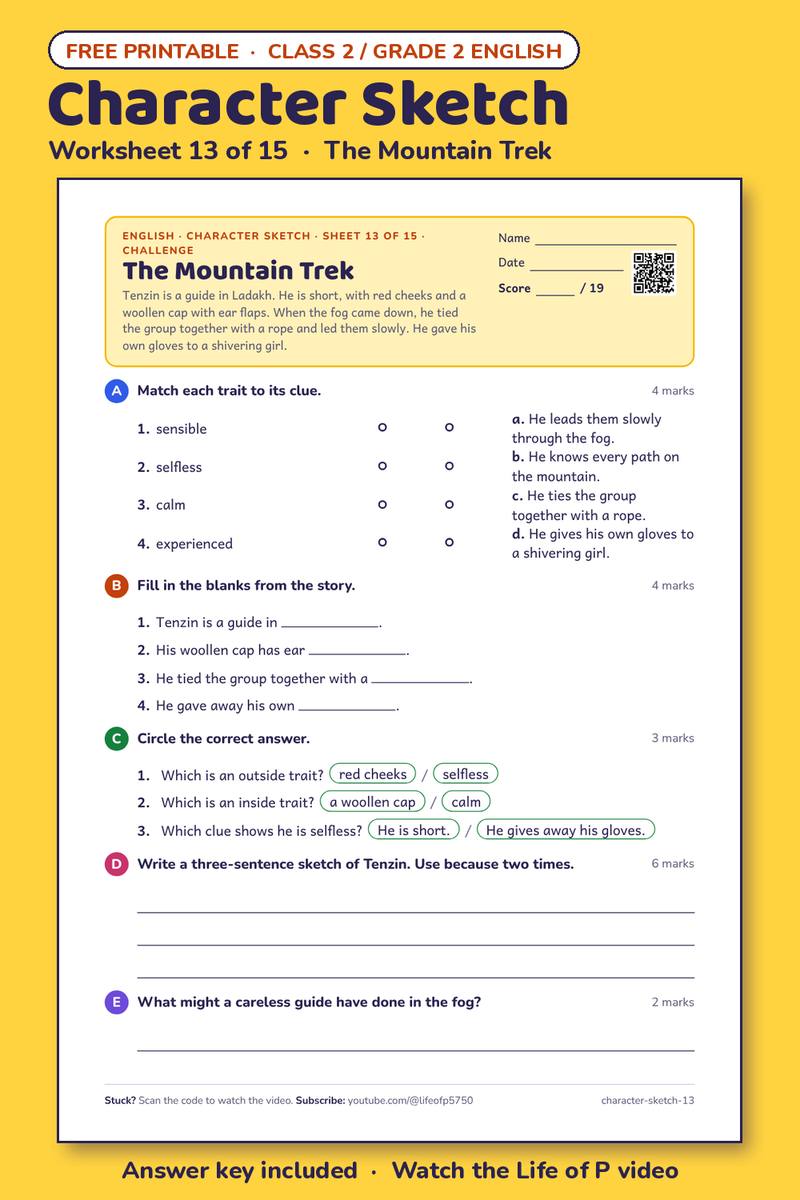 FREE PRINTABLE · CLASS 2 / GRADE 2 ENGLISH
Character Sketch
Worksheet 13 of 15 · The Mountain Trek
ENGLISH · CHARACTER SKETCH · SHEET 13 OF 15 ·
CHALLENGE
The Mountain Trek
Tenzin is a guide in Ladakh. He is short, with red cheeks and a
woollen cap with ear flaps. When the fog came down, he tied
the group together with a rope and led them slowly. He gave his
own gloves to a shivering girl.
Name
Date
Score / 19
A Match each trait to its clue. 4 marks
1. sensible
2. selfless
3. calm
4. experienced
a. He leads them slowly
through the fog.
b. He knows every path on
the mountain.
c. He ties the group
together with a rope.
d. He gives his own gloves to
a shivering girl.
B Fill in the blanks from the story. 4 marks
1. Tenzin is a guide in ____________.
2. His woollen cap has ear ____________.
3. He tied the group together with a ____________.
4. He gave away his own ____________.
C Circle the correct answer. 3 marks
1. Which is an outside trait? red cheeks / selfless
2. Which is an inside trait? a woollen cap / calm
3. Which clue shows he is selfless? He is short. / He gives away his gloves.
D Write a three-sentence sketch of Tenzin. Use because two times. 6 marks
E What might a careless guide have done in the fog? 2 marks
Stuck? Scan the code to watch the video. Subscribe: youtube.com/@lifeofp5750 character-sketch-13
Answer key included · Watch the Life of P video